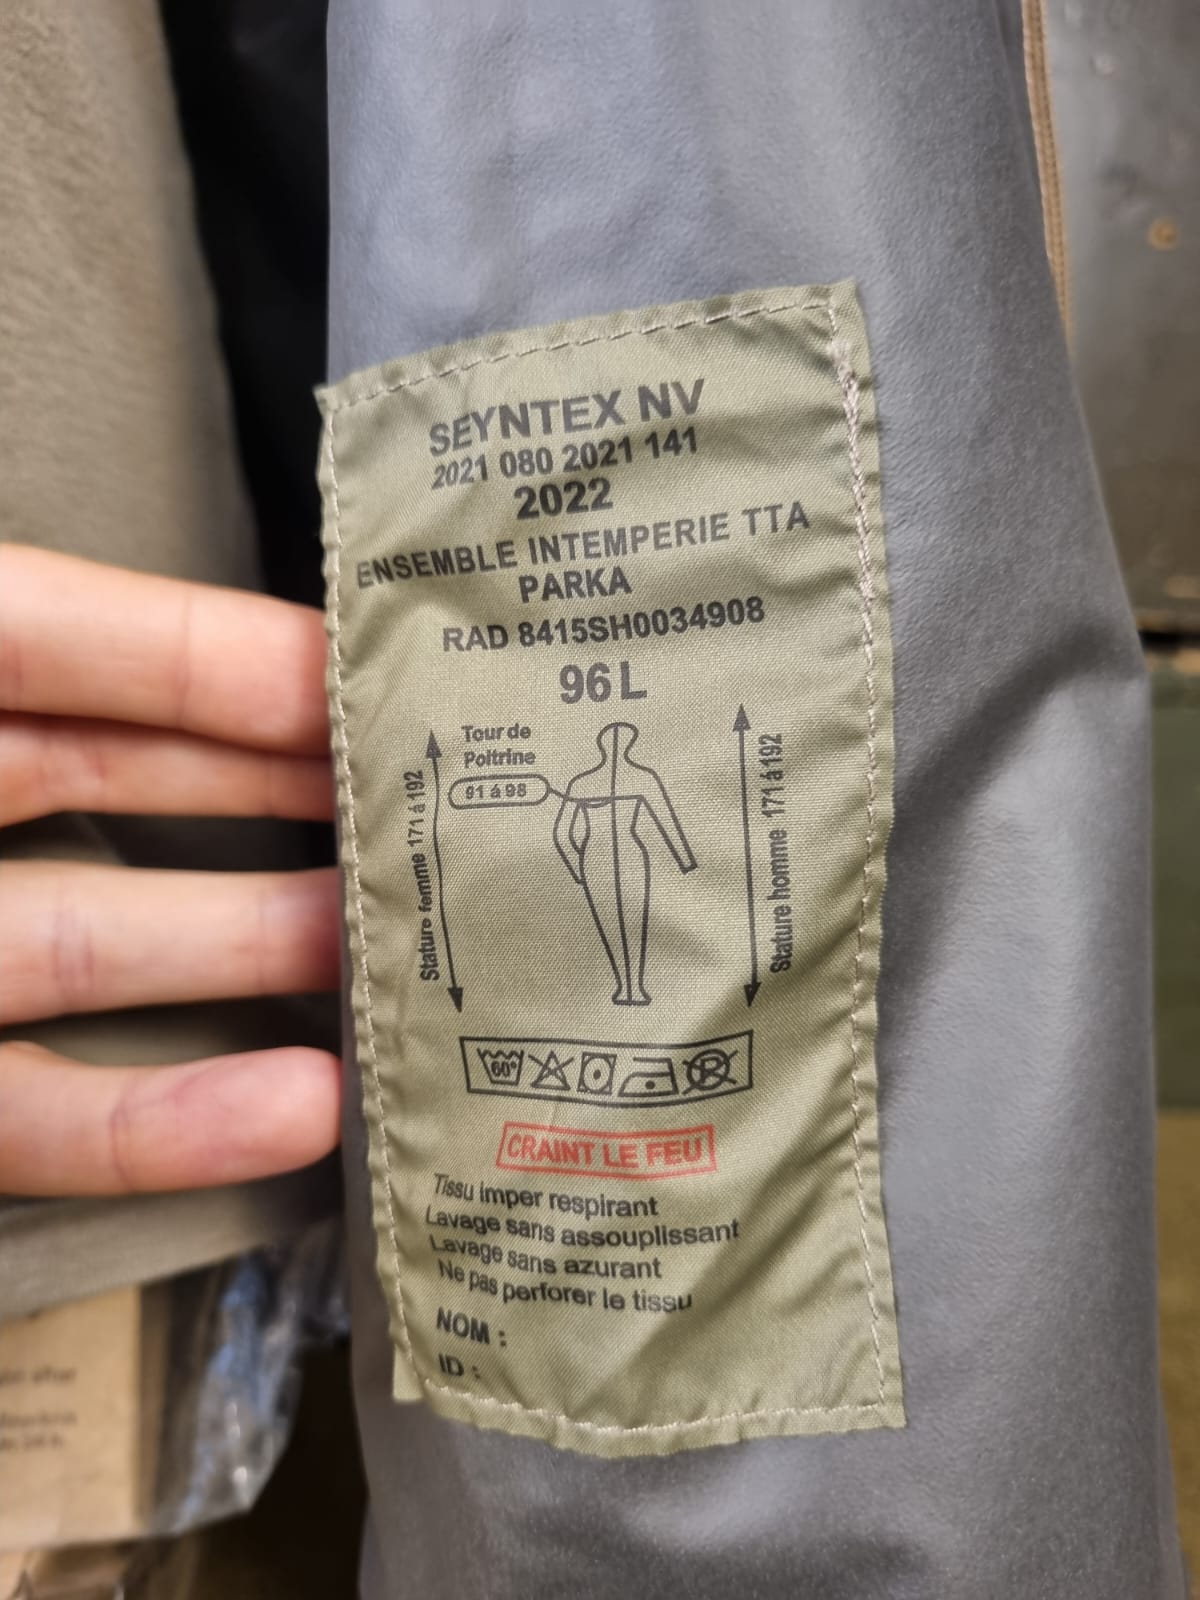 SEYNTEX NV
2021 080 2021 141
2022
ENSEMBLE INTEMPERIE TTA
PARKA
RAD 8415SH0034908
96 L
Tour de
Poitrine
91 à 98
Stature femme 171 à 192
Stature homme 171 à 192
60°
P
CRAINT LE FEU
Tissu imper respirant
Lavage sans assouplissant
Lavage sans azurant
Ne pas perforer le tissu
NOM :
ID :